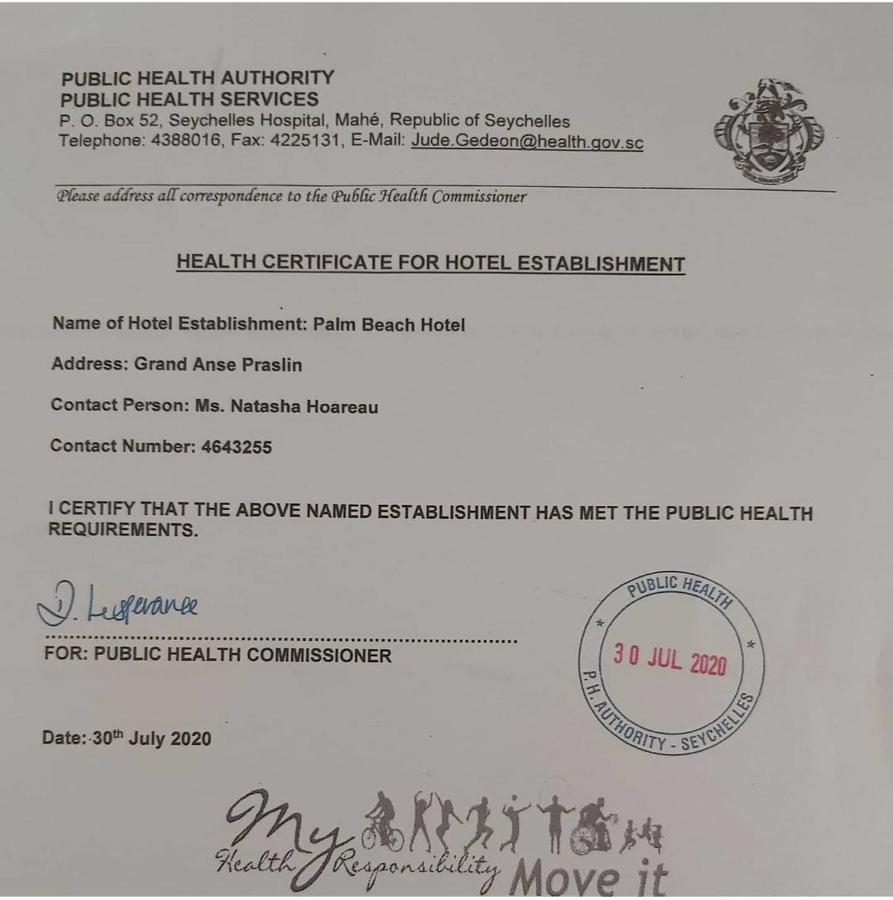 PUBLIC HEALTH AUTHORITY
PUBLIC HEALTH SERVICES
P. O. Box 52, Seychelles Hospital, Mahé, Republic of Seychelles
Telephone: 4388016, Fax: 4225131, E-Mail: Jude.Gedeon@health.gov.sc
Please address all correspondence to the Public Health Commissioner
HEALTH CERTIFICATE FOR HOTEL ESTABLISHMENT
Name of Hotel Establishment: Palm Beach Hotel
Address: Grand Anse Praslin
Contact Person: Ms. Natasha Hoareau
Contact Number: 4643255
I CERTIFY THAT THE ABOVE NAMED ESTABLISHMENT HAS MET THE PUBLIC HEALTH
REQUIREMENTS.
D. Lesperance
FOR: PUBLIC HEALTH COMMISSIONER
PUBLIC HEALTH
30 JUL 2020
P.H. AUTHORITY - SEYCHELLES
Date: 30th July 2020
My
Health Responsibility
Move it